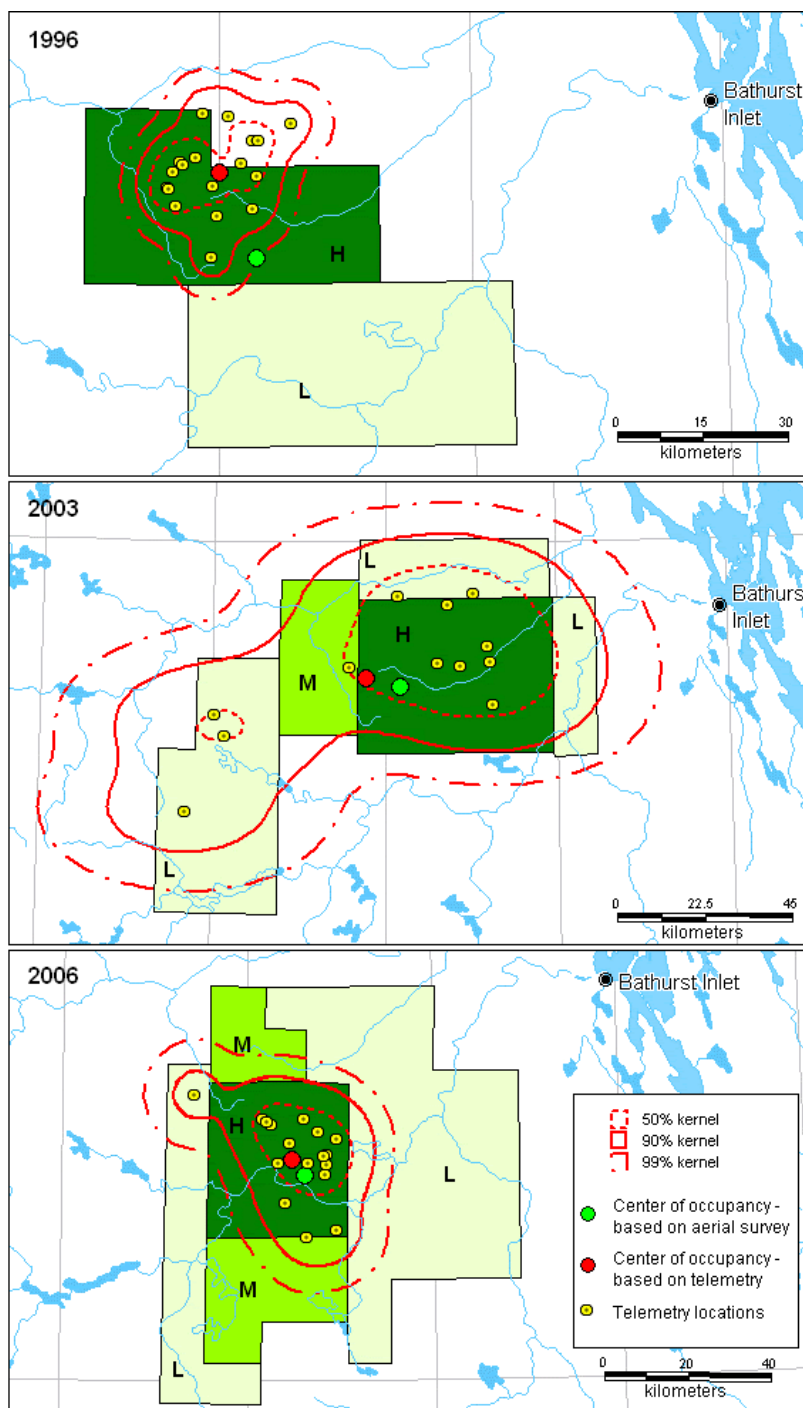 1996
Bathurst
Inlet
H
L
0 15 30
kilometers
2003
L
Bathurst
Inlet
L
H
M
L
0 22.5 45
kilometers
2006
Bathurst Inlet
M
H
L
M
L
50% kernel
90% kernel
99% kernel
Center of occupancy -
based on aerial survey
Center of occupancy -
based on telemetry
Telemetry locations
0 20 40
kilometers